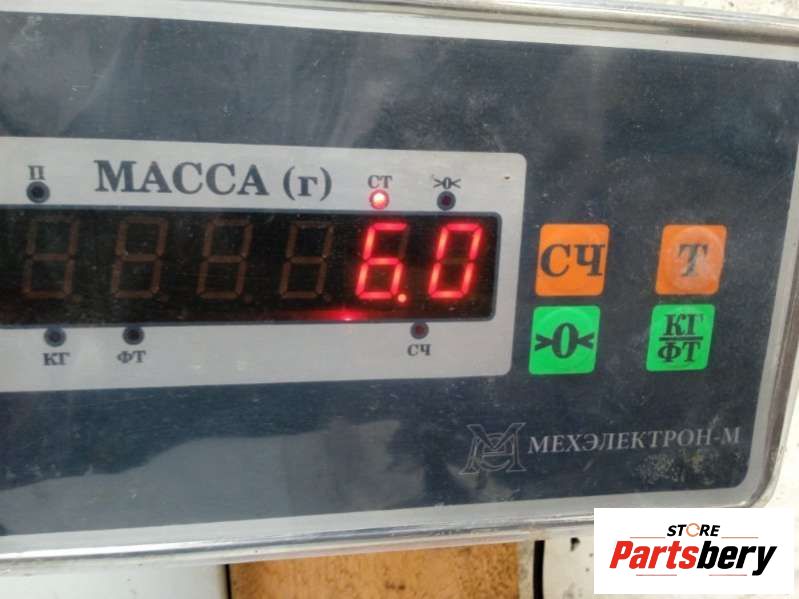 П
МАССА (г)
СТ
>0<
6.0
КГ
ФТ
СЧ
СЧ
Т
>0<
КГ
ФТ
МЕХЭЛЕКТРОН-М
STORE
Partsbery